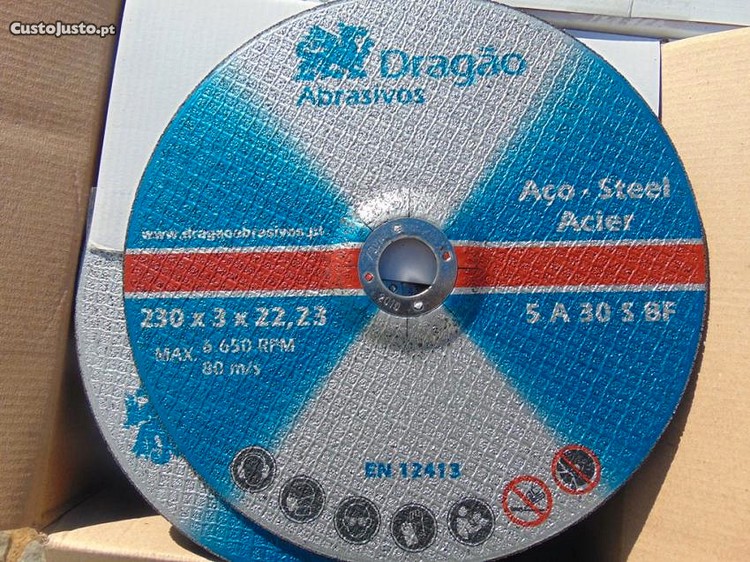 CustoJusto.pt
Dragão
Abrasivos
Aço - Steel
Acier
www.dragaoabrasivos.pt
230 x 3 x 22,23
MAX. 6 650 RPM
80 m/s
5 A 30 S BF
EN 12413